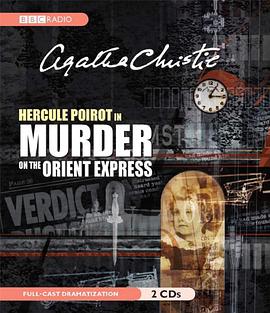 BBC RADIO
Agatha Christie
HERCULE POIROT IN
MURDER
ON THE ORIENT EXPRESS
VERDICT
FULL-CAST DRAMATIZATION
2 CDs